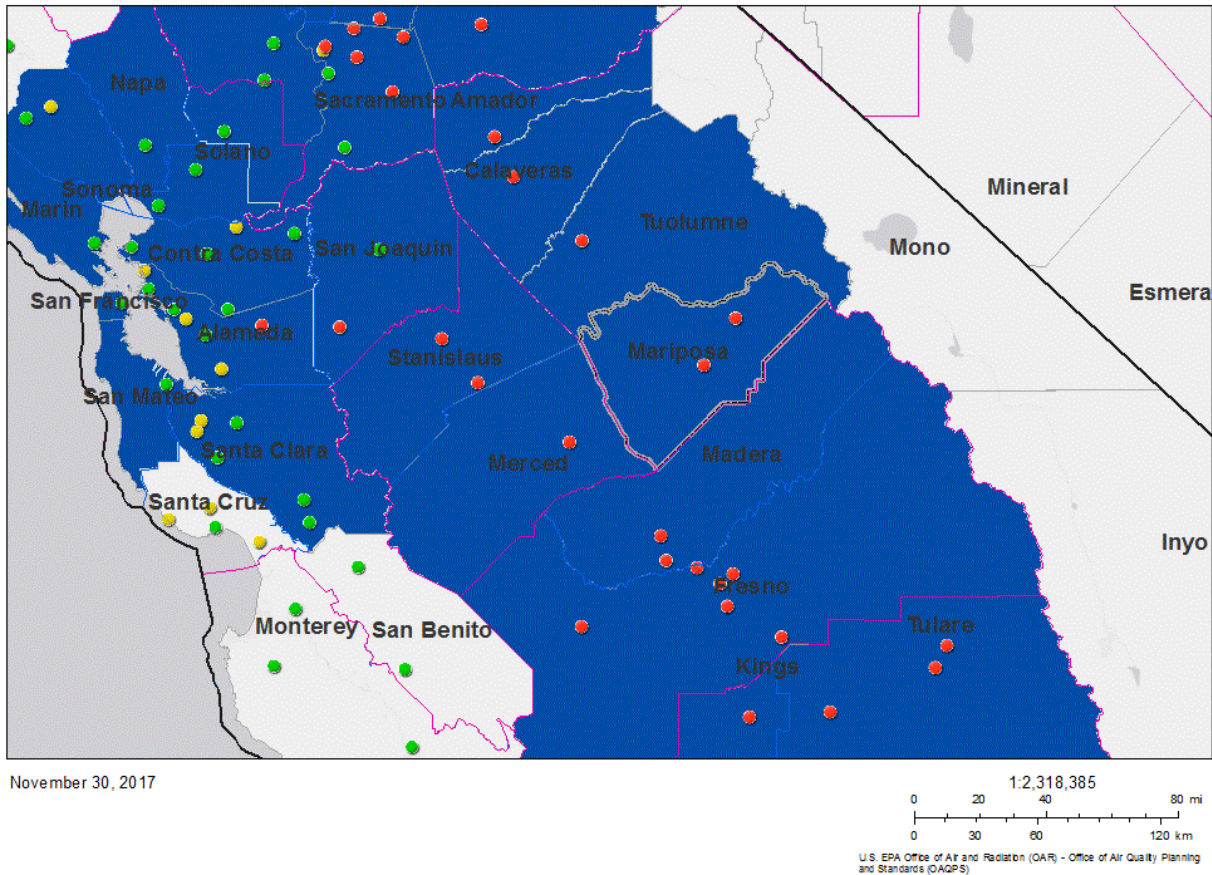 Napa
Sacramento
Amador
Solano
Calaveras
Sonoma
Marin
Mineral
Tuolumne
Mono
Contra Costa
San Joaquin
Esmera
San Francisco
Alameda
Stanislaus
Mariposa
San Mateo
Santa Clara
Merced
Madera
Santa Cruz
Inyo
Fresno
Monterey
San Benito
Tulare
Kings
November 30, 2017
1:2,318,385
0 20 40 80 mi
0 30 60 120 km
U.S. EPA Office of Air and Radiation (OAR) - Office of Air Quality Planning
and Standards (OAQPS)